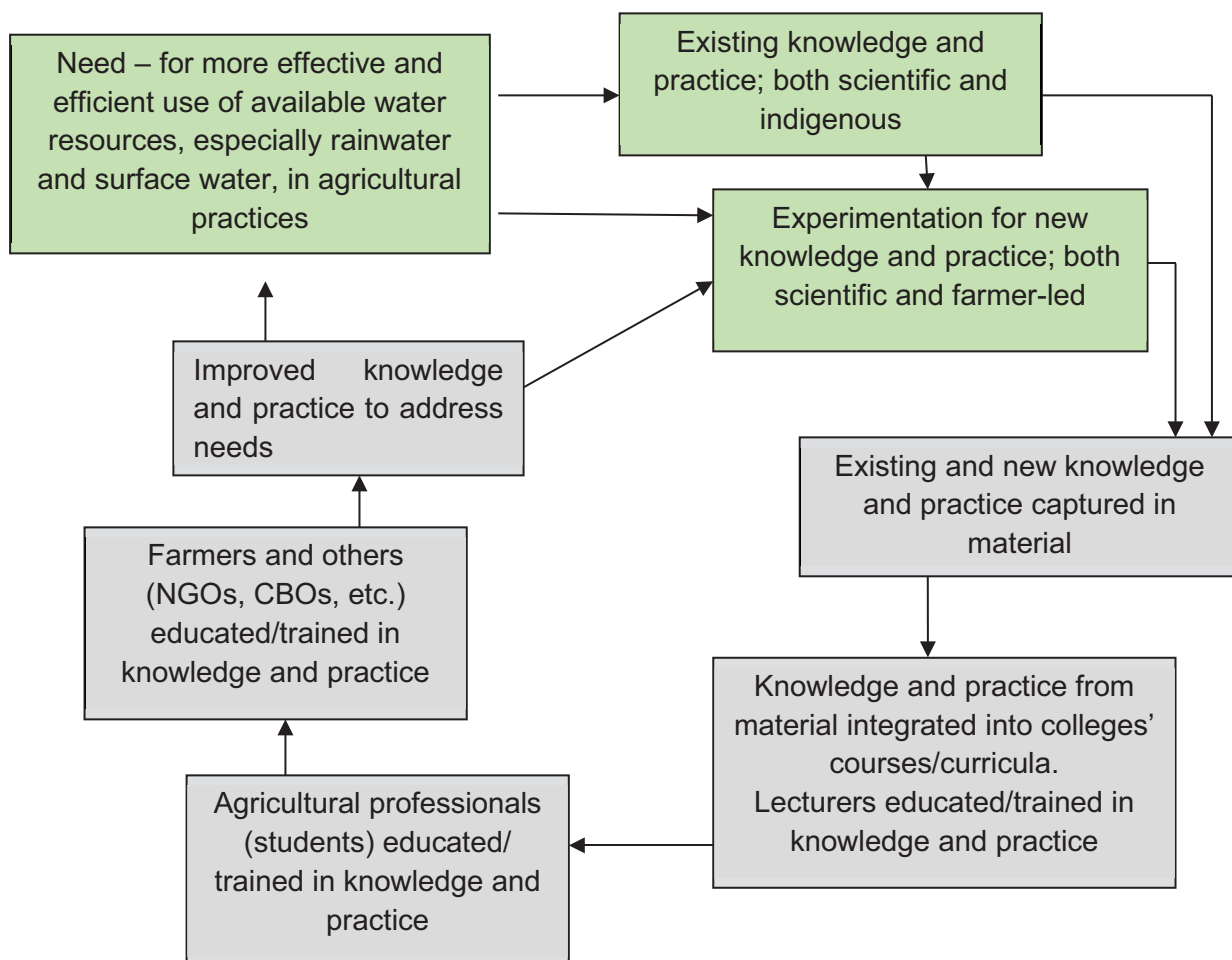 Need – for more effective and
efficient use of available water
resources, especially rainwater
and surface water, in agricultural
practices
Existing knowledge and
practice; both scientific and
indigenous
Experimentation for new
knowledge and practice; both
scientific and farmer-led
Improved knowledge
and practice to address
needs
Existing and new knowledge
and practice captured in
material
Farmers and others
(NGOs, CBOs, etc.)
educated/trained in
knowledge and practice
Knowledge and practice from
material integrated into colleges’
courses/curricula.
Lecturers educated/trained in
knowledge and practice
Agricultural professionals
(students) educated/
trained in knowledge and
practice